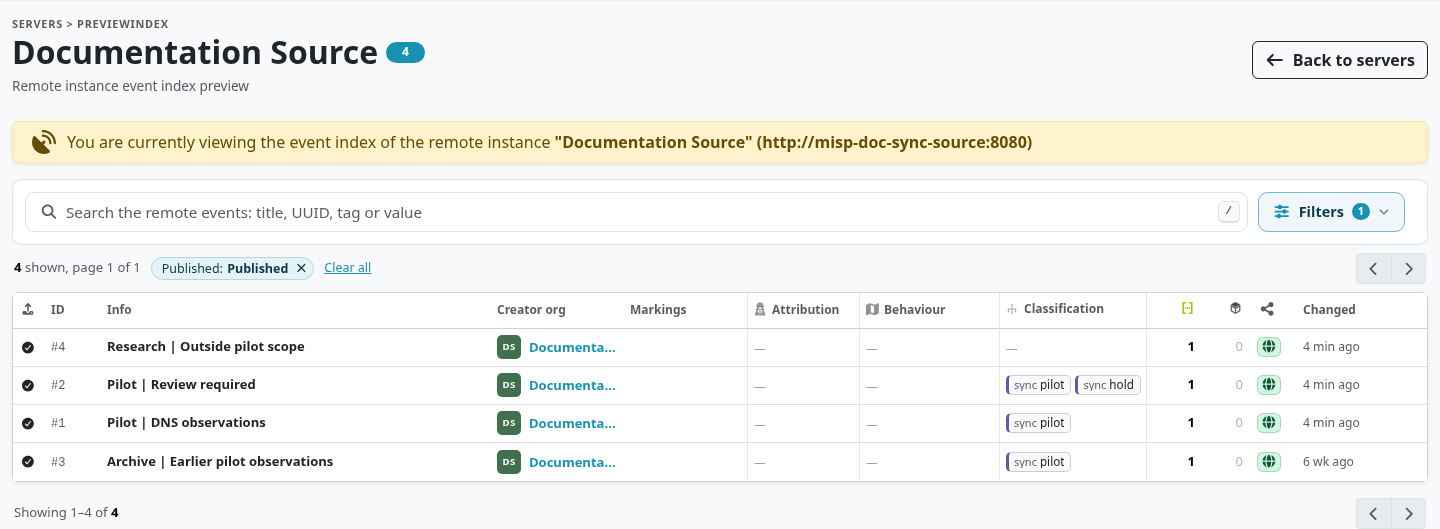 SERVERS > PREVIEWINDEX
Documentation Source 4
Remote instance event index preview
Back to servers
You are currently viewing the event index of the remote instance "Documentation Source" (http://misp-doc-sync-source:8080)
Search the remote events: title, UUID, tag or value /
Filters 1
4 shown, page 1 of 1 Published: Published Clear all
ID Info Creator org Markings Attribution Behaviour Classification Changed
#4 Research | Outside pilot scope DS Documenta... — — — 1 0 4 min ago
#2 Pilot | Review required DS Documenta... — — sync pilot sync hold 1 0 4 min ago
#1 Pilot | DNS observations DS Documenta... — — sync pilot 1 0 4 min ago
#3 Archive | Earlier pilot observations DS Documenta... — — sync pilot 1 0 6 wk ago
Showing 1–4 of 4